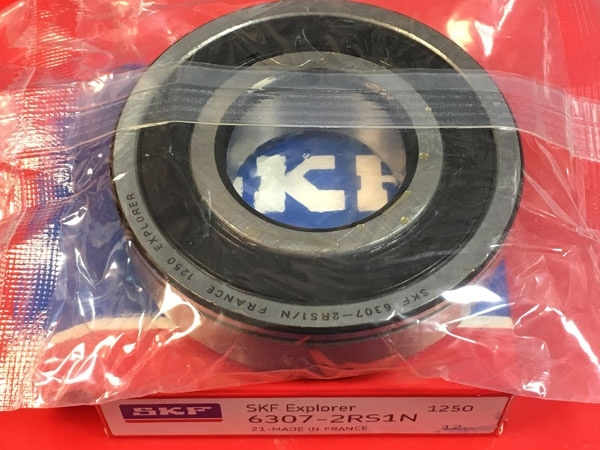 SKF
SKF 6307-2RS1/N FRANCE 1250 EXPLORER
SKF
SKF Explorer
1250
6307-2RS1N
12
21-MADE IN FRANCE